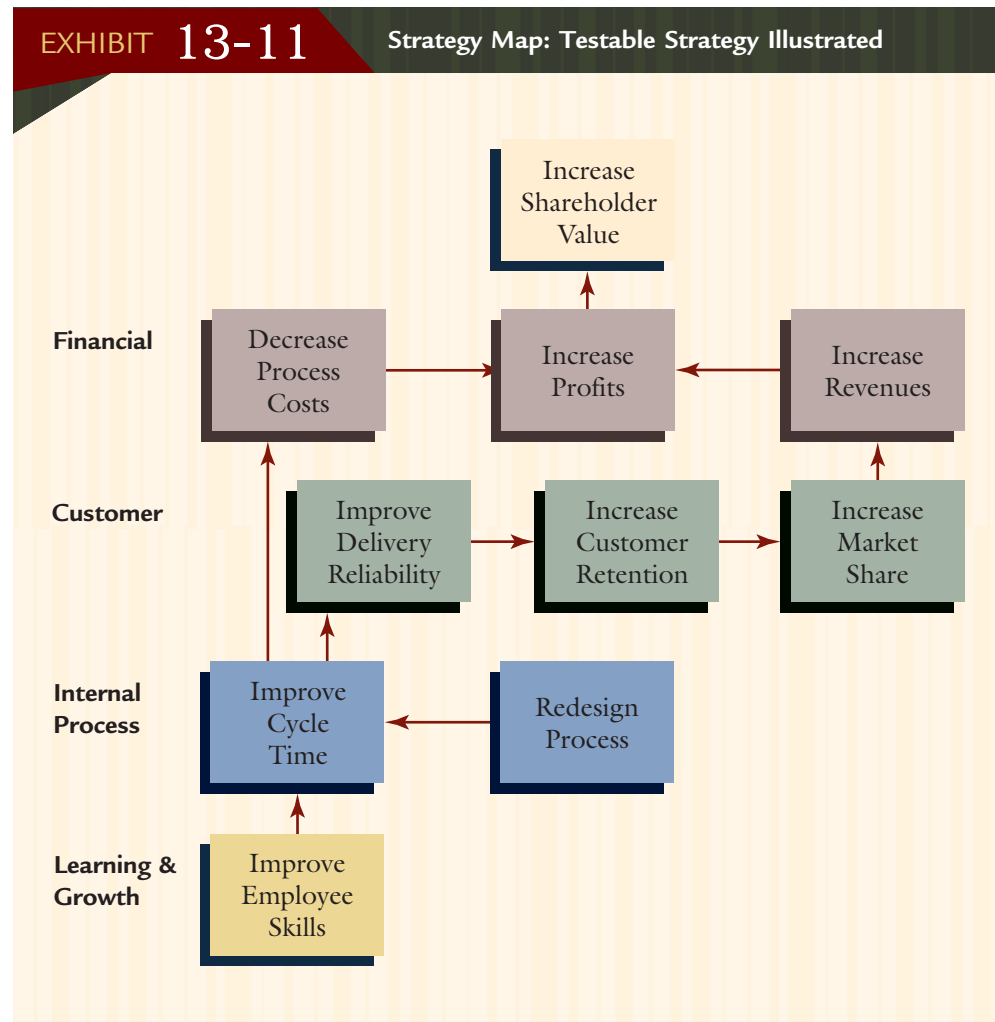 EXHIBIT 13-11
Strategy Map: Testable Strategy Illustrated
Increase
Shareholder
Value
Financial
Decrease
Process
Costs
Increase
Profits
Increase
Revenues
Customer
Improve
Delivery
Reliability
Increase
Customer
Retention
Increase
Market
Share
Internal
Process
Improve
Cycle
Time
Redesign
Process
Learning &
Growth
Improve
Employee
Skills